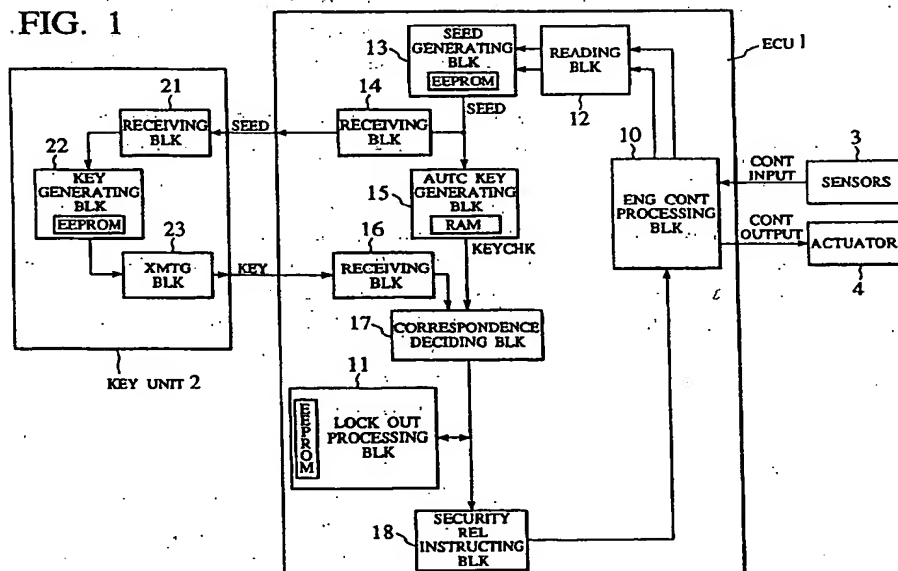 FIG. 1
13
SEED
GENERATING
BLK
EEPROM
READING
BLK
12
ECU 1
21
RECEIVING
BLK
SEED
14
RECEIVING
BLK
SEED
10
ENG CONT
PROCESSING
BLK
CONT
INPUT
3
SENSORS
CONT
OUTPUT
ACTUATOR
4
22
KEY
GENERATING
BLK
EEPROM
15
AUTC KEY
GENERATING
BLK
RAM
KEYCHK
23
XMTG
BLK
KEY
16
RECEIVING
BLK
17
CORRESPONDENCE
DECIDING BLK
KEY UNIT 2
11
EEPROM
LOCK OUT
PROCESSING
BLK
18
SECURITY
REL
INSTRUCTING
BLK